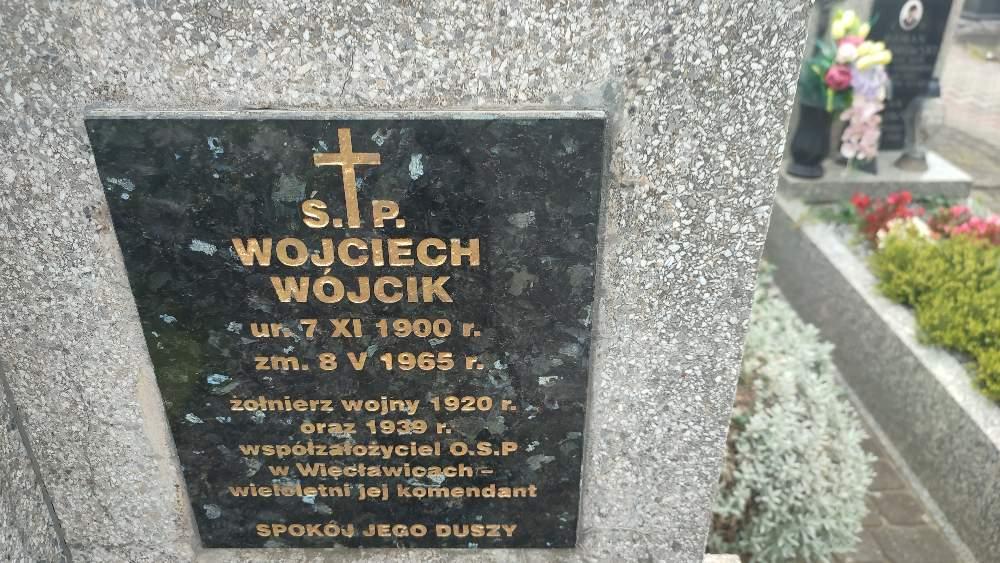 Ś. P.
WOJCIECH
WÓJCIK
ur. 7 XI 1900 r.
zm. 8 V 1965 r.
żołnierz wojny 1920 r.
oraz 1939 r.
współzałożyciel O.S.P
w Więcławicach –
wieloletni jej komendant
SPOKÓJ JEGO DUSZY